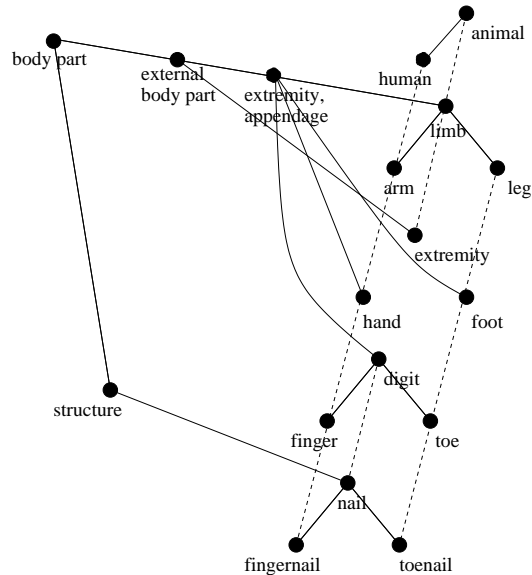 animal
body part
human
external
body part
extremity,
appendage
limb
arm
leg
extremity
hand
foot
digit
structure
finger
toe
nail
fingernail
toenail